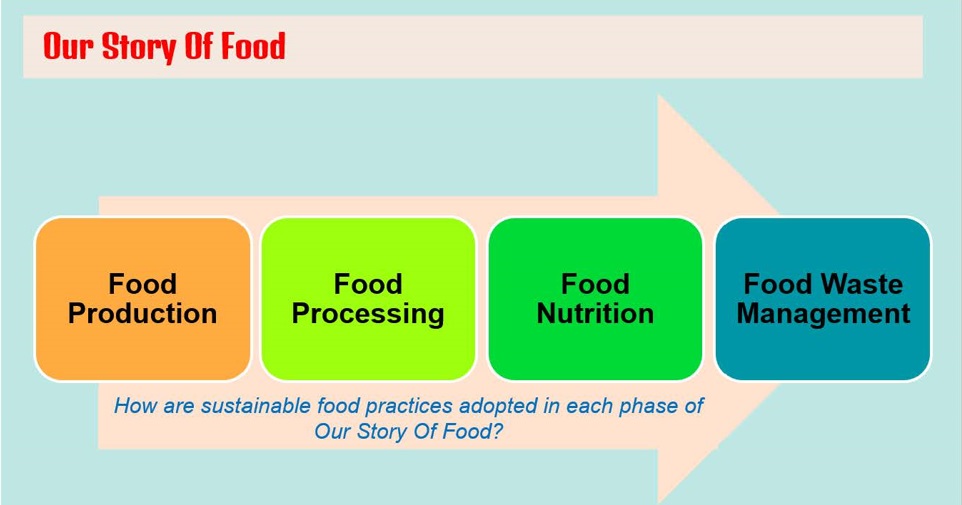 Our Story Of Food
Food
Production
Food
Processing
Food
Nutrition
Food Waste
Management
How are sustainable food practices adopted in each phase of
Our Story Of Food?